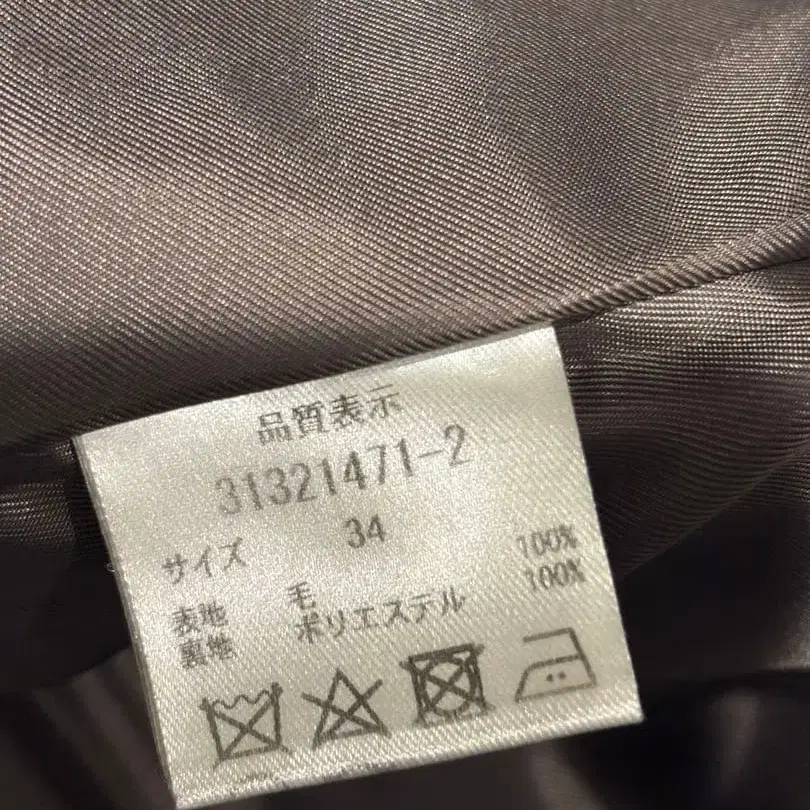 品質表示
31321471-2
サイズ 34
表地 毛 100%
裏地 ポリエステル 100%